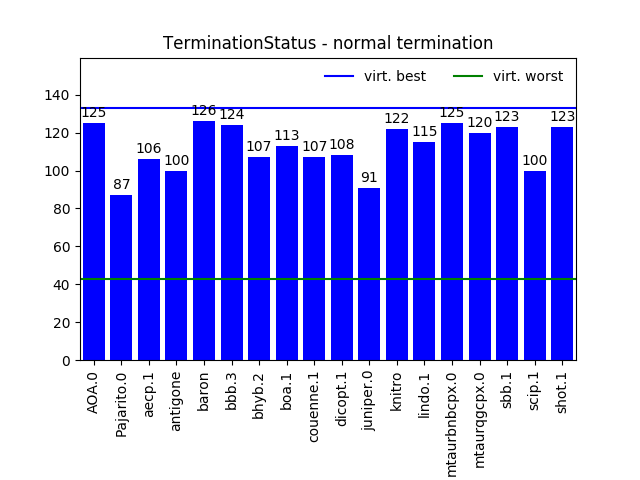 TerminationStatus - normal termination
virt. best virt. worst
140
120
100
80
60
40
20
0
125 87 106 100 126 124 107 113 107 108 91 122 115 125 120 123 100 123
AOA.0
Pajarito.0
aecp.1
antigone
baron
bbb.3
bhyb.2
boa.1
couenne.1
dicopt.1
juniper.0
knitro
lindo.1
mtaurbnbcpx.0
mtaurqgcpx.0
sbb.1
scip.1
shot.1